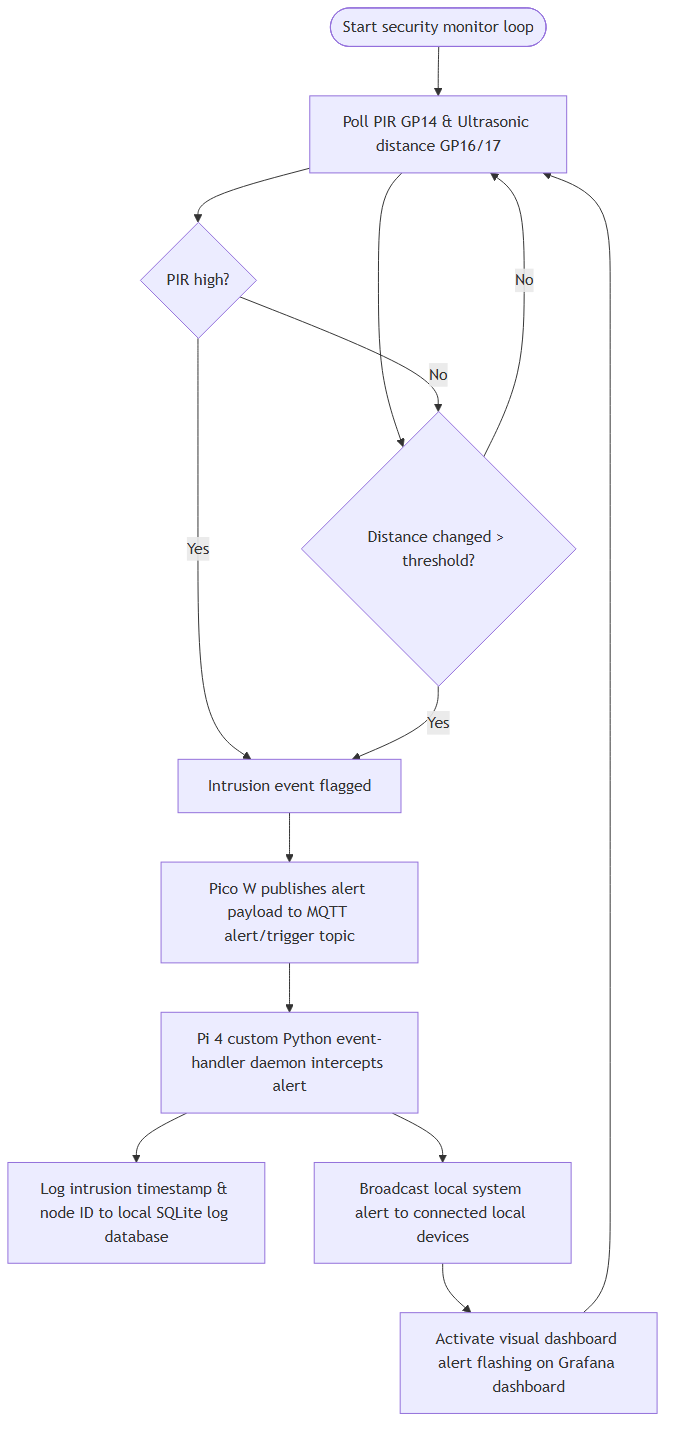 Start security monitor loop
Poll PIR GP14 & Ultrasonic
distance GP16/17
PIR high?
No
No
Distance changed >
threshold?
Yes
Yes
Intrusion event flagged
Pico W publishes alert
payload to MQTT
alert/trigger topic
Pi 4 custom Python event-
handler daemon intercepts
alert
Log intrusion timestamp &
node ID to local SQLite log
database
Broadcast local system
alert to connected local
devices
Activate visual dashboard
alert flashing on Grafana
dashboard